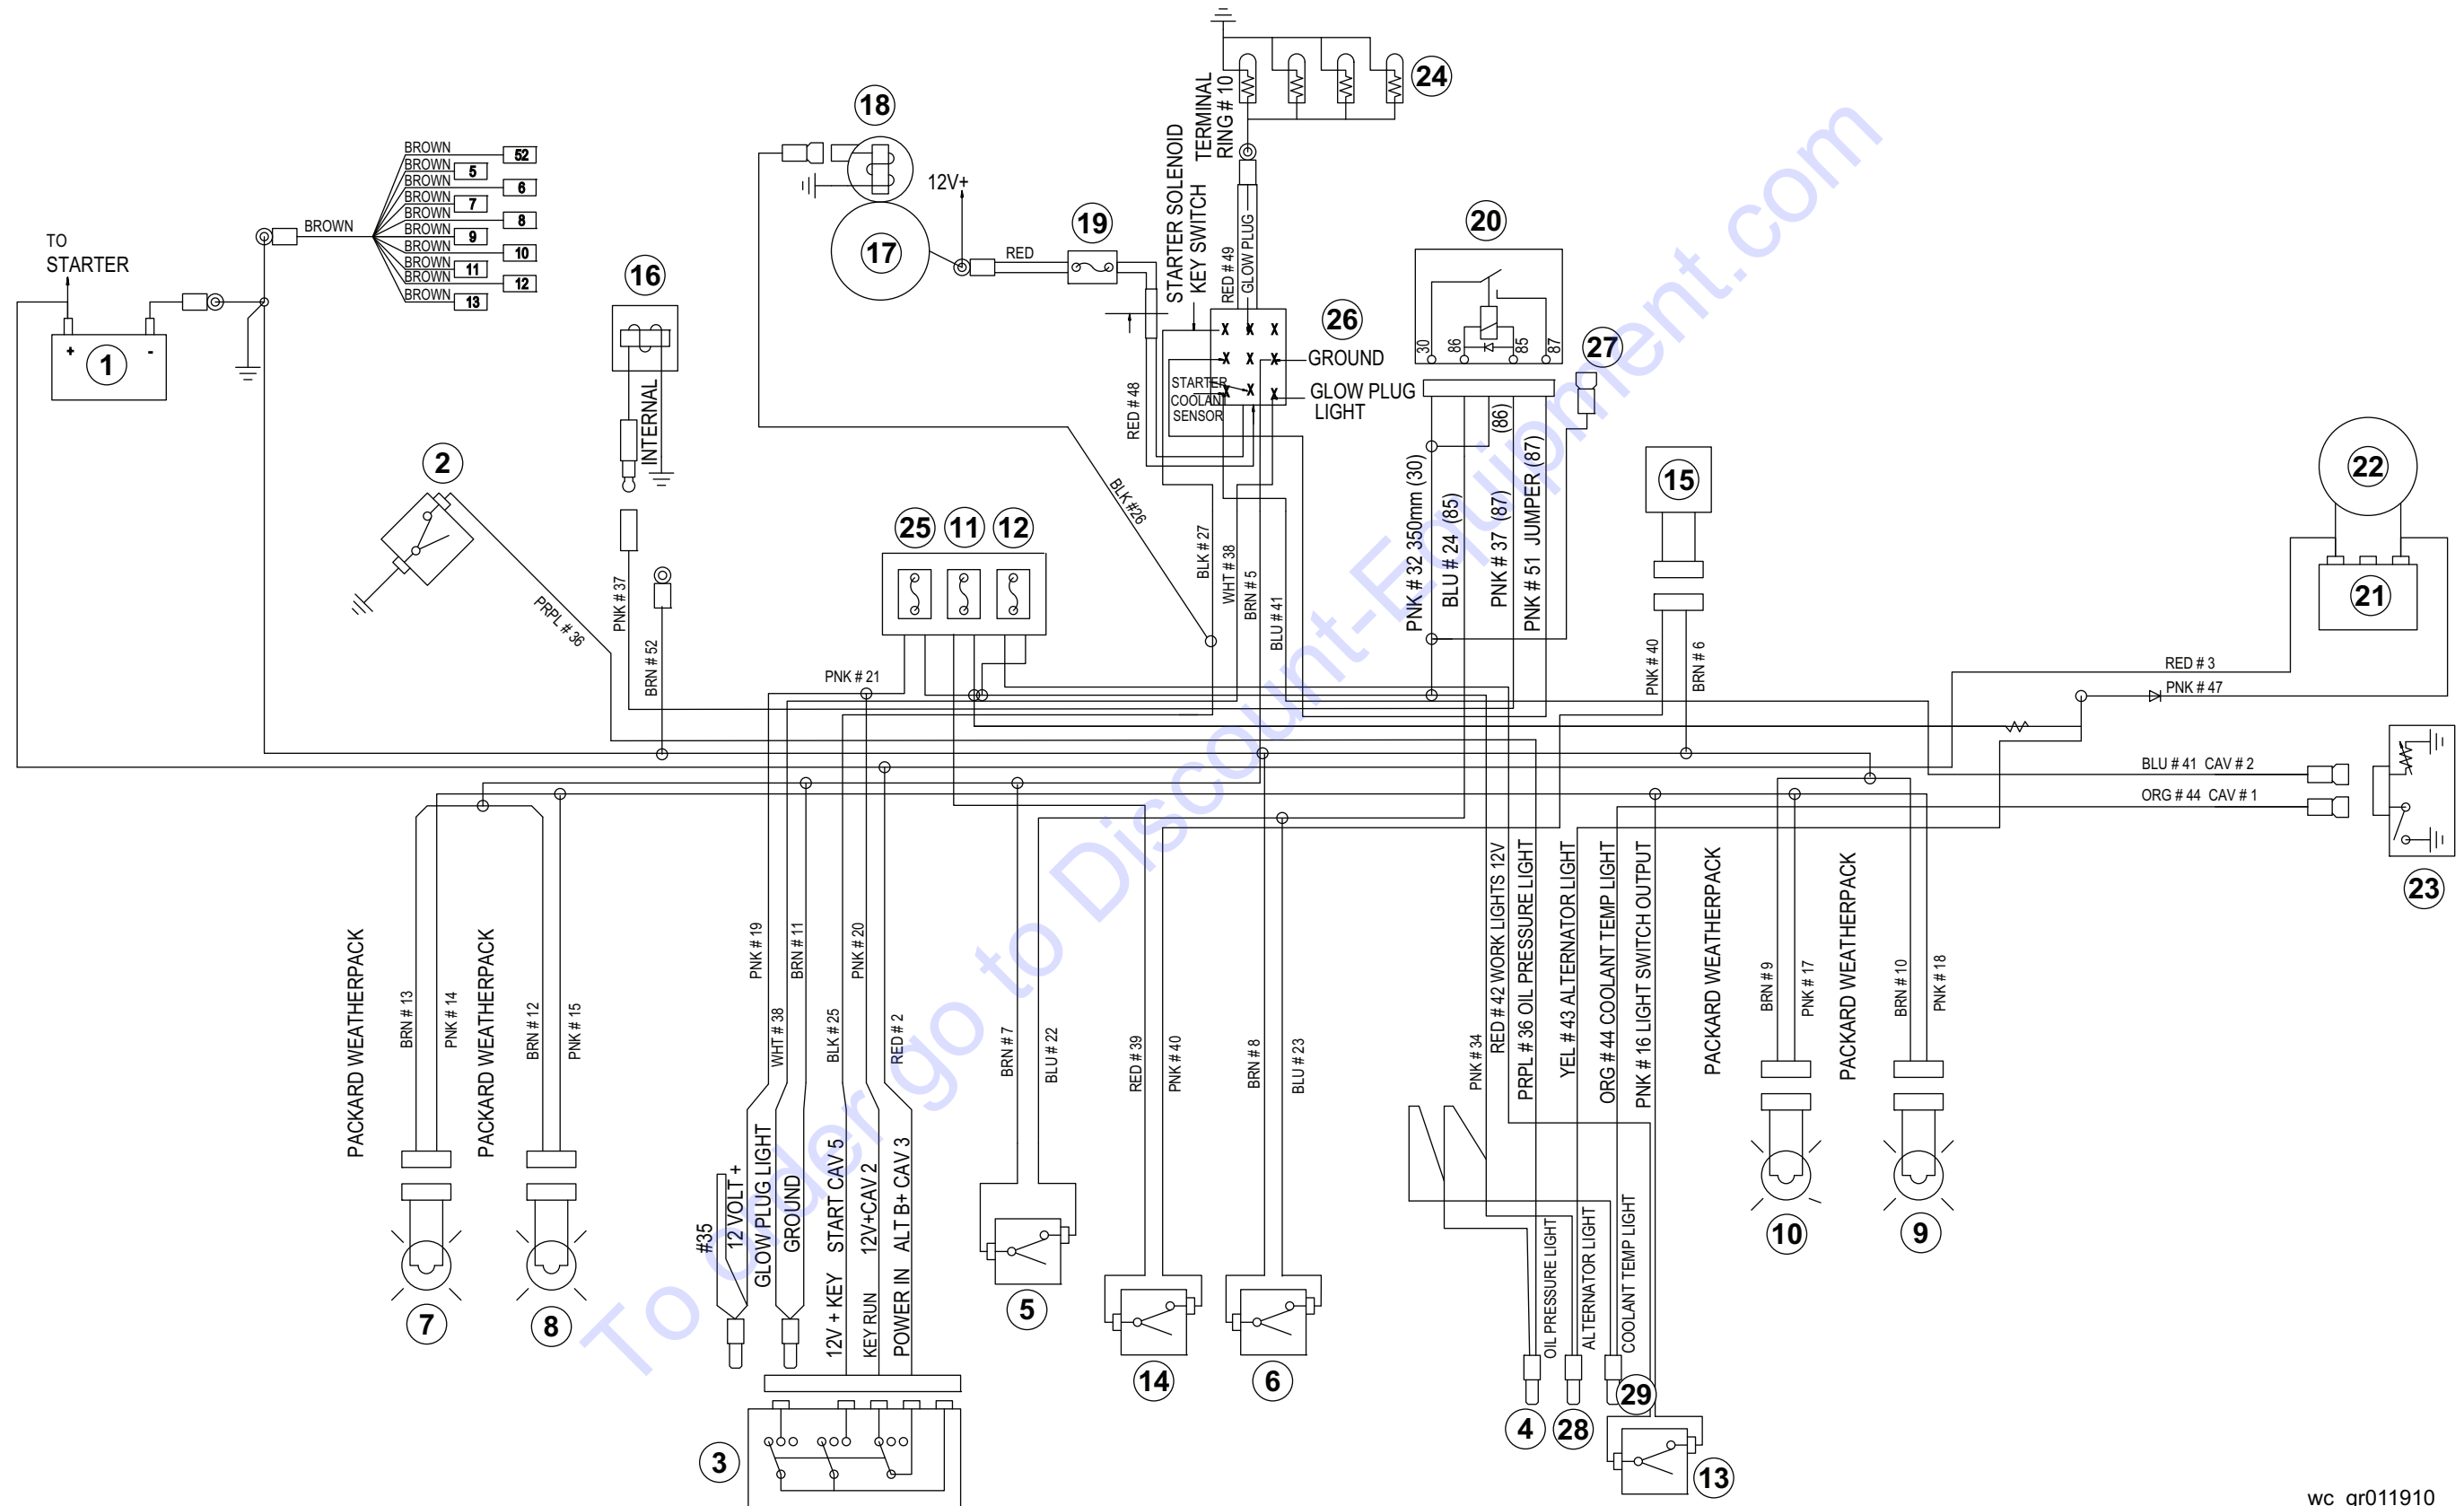 TO
STARTER
+
-
1
BROWN
BROWN 52
BROWN 5
BROWN 6
BROWN 7
BROWN 8
BROWN 9
BROWN 10
BROWN 11
BROWN 12
BROWN 13
2
PRPL # 36
16
INTERNAL
PNK # 37
BRN # 52
18
17
12V+
RED
19
RED # 48
BLK #26
STARTER SOLENOID
KEY SWITCH
TERMINAL
RING # 10
RED # 49
GLOW PLUG
24
26
X X X
X X X
X X X
GROUND
GLOW PLUG
LIGHT
STARTER
COOLANT
SENSOR
BLK # 27
WHT # 38
BRN # 5
BLU # 41
20
30
86
85
87
27
PNK # 32 350mm (30)
BLU # 24 (85)
(86)
PNK # 37 (87)
PNK # 51 JUMPER (87)
15
PNK # 40
BRN # 6
22
21
RED # 3
PNK # 47
BLU # 41 CAV # 2
ORG # 44 CAV # 1
23
25
11
12
PNK # 21
PACKARD WEATHERPACK
BRN # 13
PNK # 14
PACKARD WEATHERPACK
BRN # 12
PNK # 15
7
8
PNK # 19
WHT # 38
BRN # 11
BLK # 25
PNK # 20
RED # 2
#35
12 VOLT +
GLOW PLUG LIGHT
GROUND
12V + KEY START CAV 5
KEY RUN 12V+CAV 2
POWER IN ALT B+ CAV 3
3
BRN # 7
BLU # 22
5
RED # 39
PNK # 40
14
BRN # 8
BLU # 23
6
PNK # 34
RED # 42 WORK LIGHTS 12V
PRPL # 36 OIL PRESSURE LIGHT
YEL # 43 ALTERNATOR LIGHT
ORG # 44 COOLANT TEMP LIGHT
PNK # 16 LIGHT SWITCH OUTPUT
OIL PRESSURE LIGHT
ALTERNATOR LIGHT
COOLANT TEMP LIGHT
4
28
29
13
PACKARD WEATHERPACK
BRN # 9
PNK # 17
PACKARD WEATHERPACK
BRN # 10
PNK # 18
10
9
To order go to Discount-Equipment.com
wc_gr011910